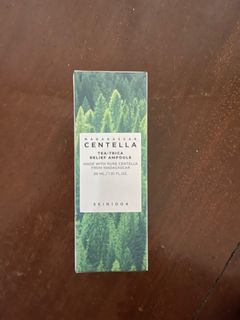 MADAGASCAR
CENTELLA
TEA-TRICA
RELIEF AMPOULE
MADE WITH PURE CENTELLA
FROM MADAGASCAR
SKIN1004